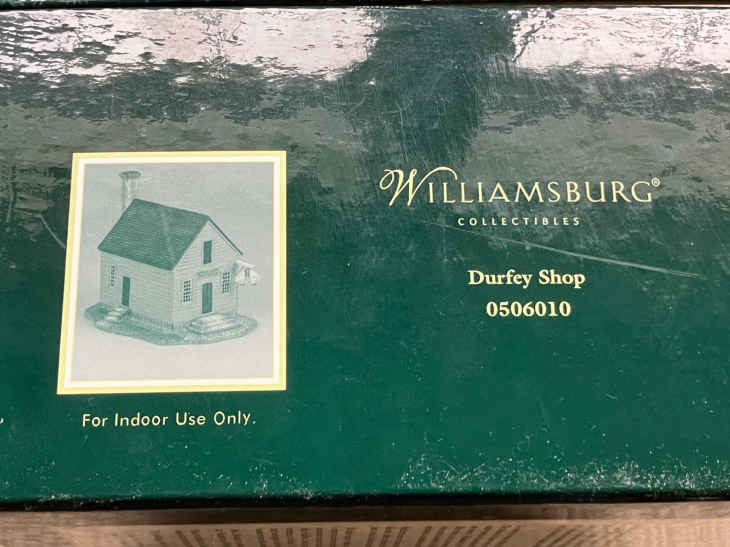 WILLIAMSBURG®
COLLECTIBLES
Durfey Shop
0506010
For Indoor Use Only.